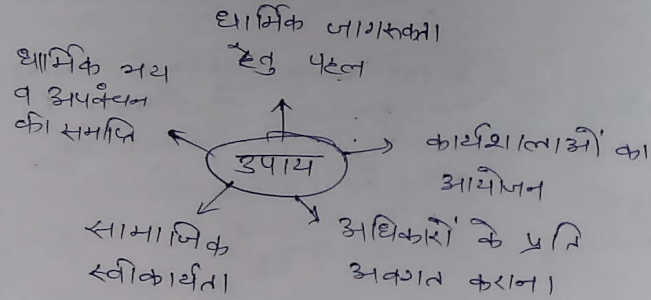 धार्मिक जागरुकता
हेतु पहल
धार्मिक भय
व अपवंचन
की समाप्ति
उपाय
कार्यशालाओं का
आयोजन
सामाजिक
स्वीकार्यता
अधिकारों के प्रति
अवगत कराना